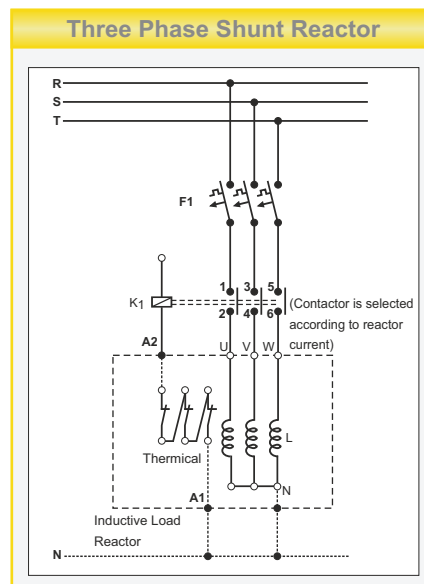 Three Phase Shunt Reactor
R
S
T
F1
1 3 5
K1
2 4 6
(Contactor is selected
according to reactor
current)
A2
U V W
L
Thermical
N
A1
Inductive Load
Reactor
N